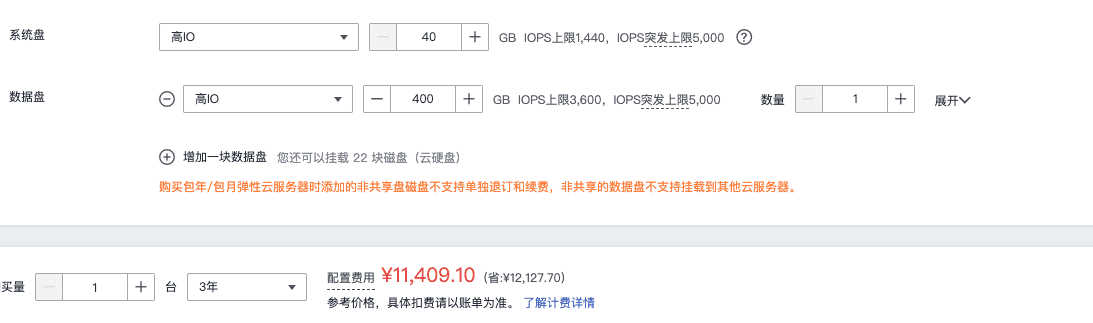 系统盘 高IO 40 GB IOPS上限1,440，IOPS突发上限5,000 ?
数据盘 高IO 400 GB IOPS上限3,600，IOPS突发上限5,000 数量 1 展开
增加一块数据盘 您还可以挂载 22 块磁盘（云硬盘）
购买包年/包月弹性云服务器时添加的非共享盘磁盘不支持单独退订和续费，非共享的数据盘不支持挂载到其他云服务器。
买量 1 台 3年 配置费用 ¥11,409.10 (省:¥12,127.70)
参考价格，具体扣费请以账单为准。 了解计费详情